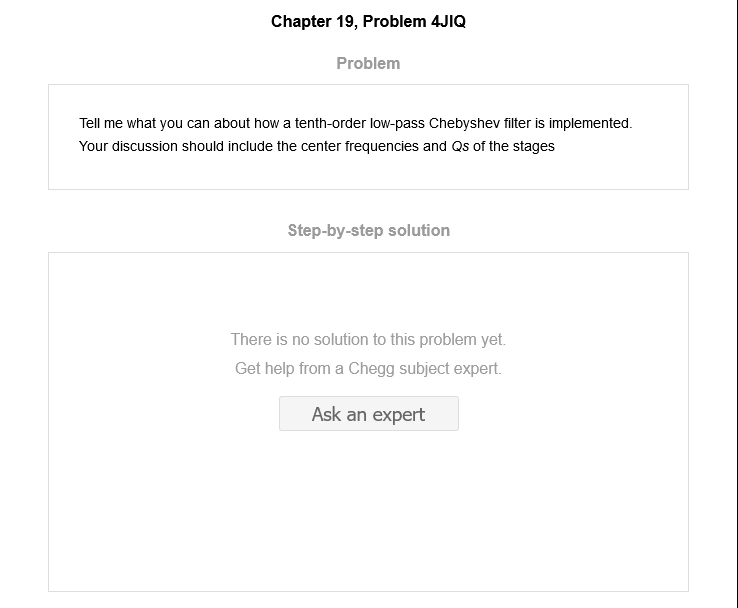 Chapter 19, Problem 4JIQ
Problem
Tell me what you can about how a tenth-order low-pass Chebyshev filter is implemented.
Your discussion should include the center frequencies and Qs of the stages
Step-by-step solution
There is no solution to this problem yet.
Get help from a Chegg subject expert.
Ask an expert